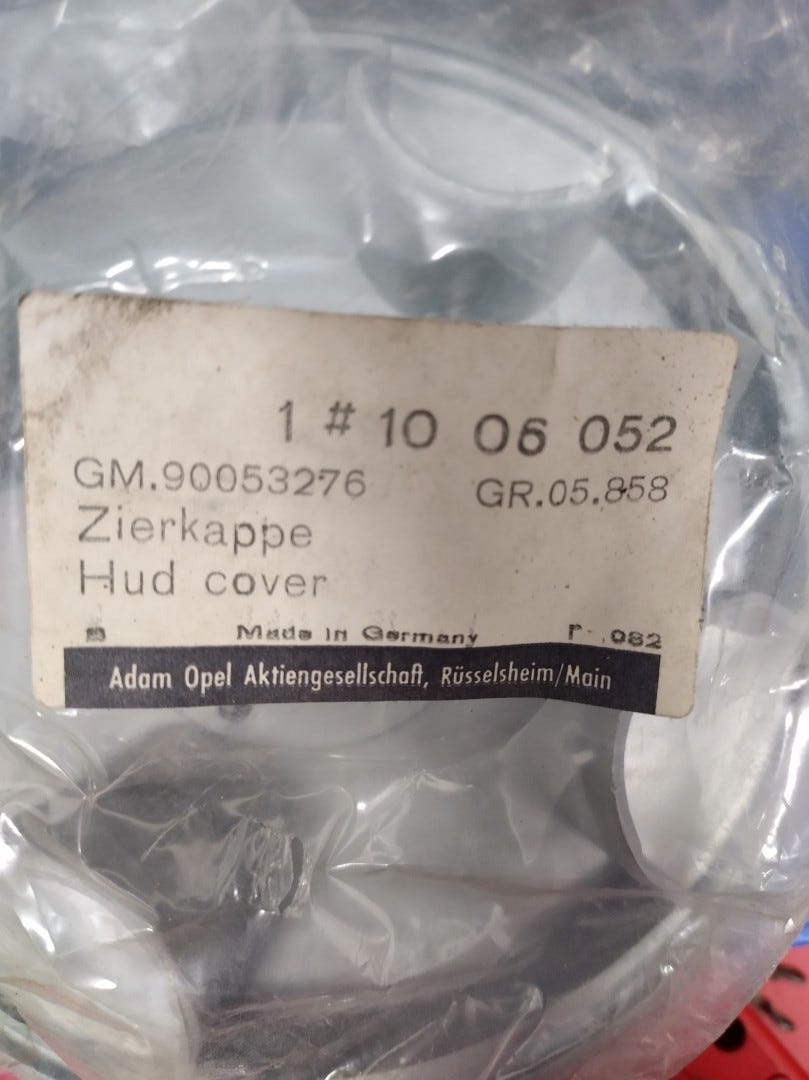 1 # 10 06 052
GM.90053276 GR.05.858
Zierkappe
Hud cover
Made in Germany 082
Adam Opel Aktiengesellschaft, Rüsselsheim/Main